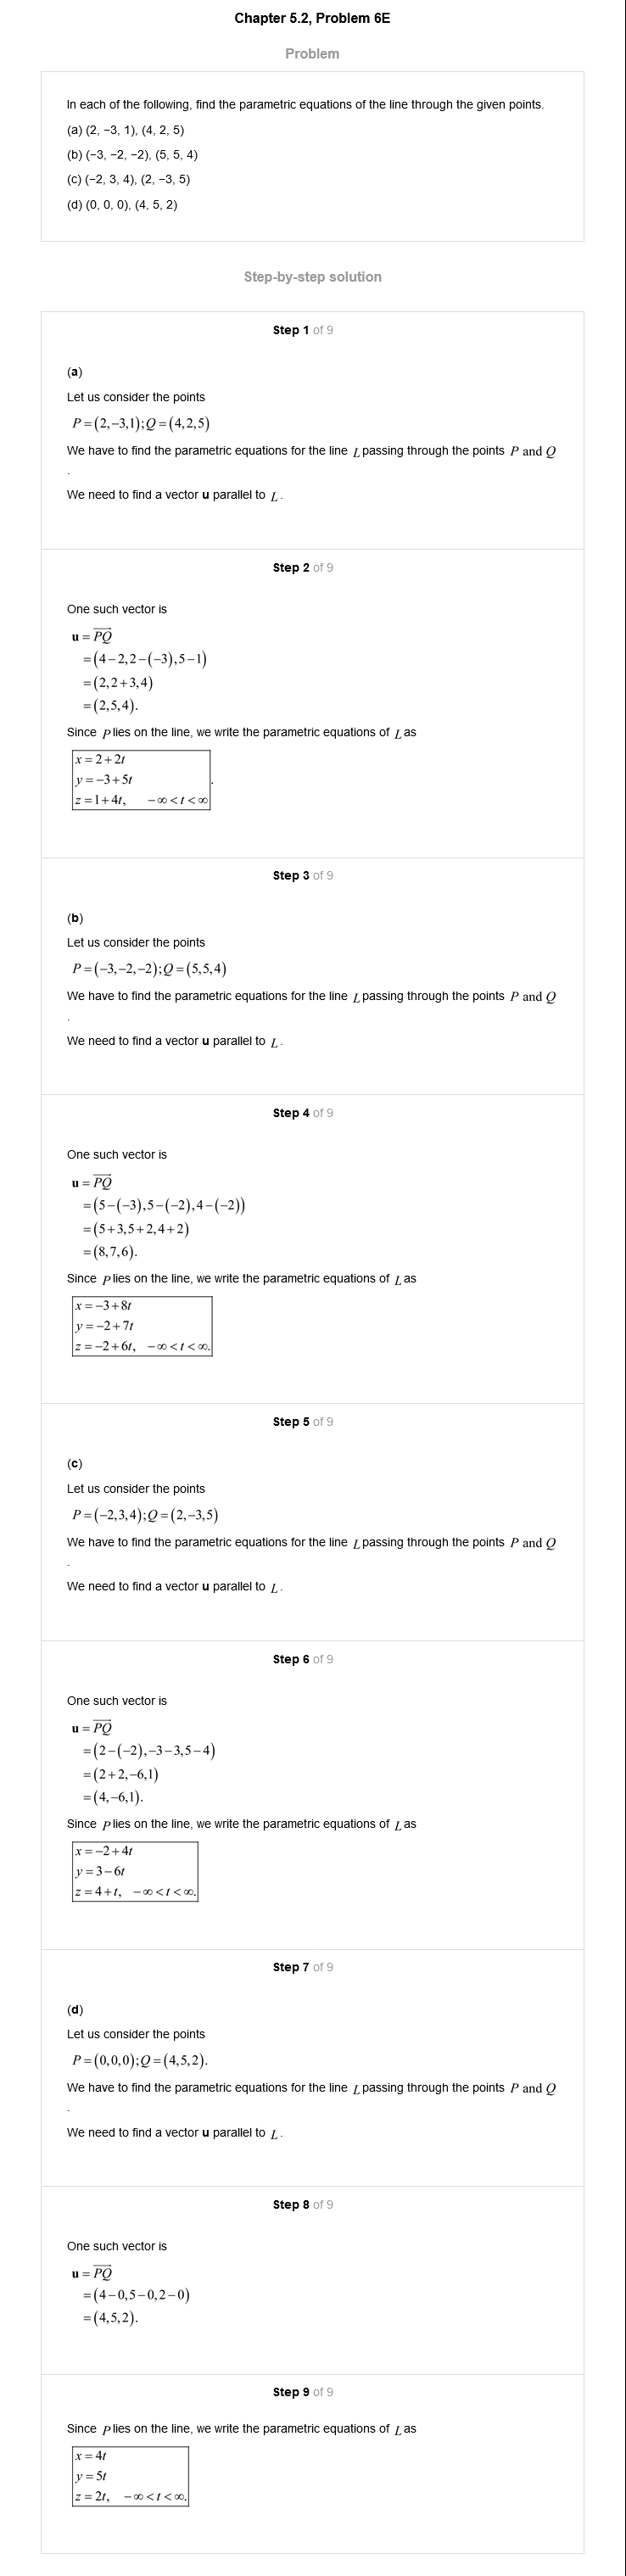 Chapter 5.2, Problem 6E
Problem
In each of the following, find the parametric equations of the line through the given points.
(a) (2, −3, 1), (4, 2, 5)
(b) (−3, −2, −2), (5, 5, 4)
(c) (−2, 3, 4), (2, −3, 5)
(d) (0, 0, 0), (4, 5, 2)
Step-by-step solution
Step 1 of 9
(a)
Let us consider the points
P = (2,−3,1); Q = (4,2,5)
We have to find the parametric equations for the line L passing through the points P and Q
.
We need to find a vector u parallel to L.
Step 2 of 9
One such vector is
u = \overrightarrow{PQ}
= (4−2,2−(−3),5−1)
= (2,2+3,4)
= (2,5,4).
Since P lies on the line, we write the parametric equations of L as
x = 2+2t
y = −3+5t
z = 1+4t, −∞ < t < ∞.
Step 3 of 9
(b)
Let us consider the points
P = (−3,−2,−2); Q = (5,5,4)
We have to find the parametric equations for the line L passing through the points P and Q
.
We need to find a vector u parallel to L.
Step 4 of 9
One such vector is
u = \overrightarrow{PQ}
= (5−(−3),5−(−2),4−(−2))
= (5+3,5+2,4+2)
= (8,7,6).
Since P lies on the line, we write the parametric equations of L as
x = −3+8t
y = −2+7t
z = −2+6t, −∞ < t < ∞.
Step 5 of 9
(c)
Let us consider the points
P = (−2,3,4); Q = (2,−3,5)
We have to find the parametric equations for the line L passing through the points P and Q
.
We need to find a vector u parallel to L.
Step 6 of 9
One such vector is
u = \overrightarrow{PQ}
= (2−(−2),−3−3,5−4)
= (2+2,−6,1)
= (4,−6,1).
Since P lies on the line, we write the parametric equations of L as
x = −2+4t
y = 3−6t
z = 4+t, −∞ < t < ∞.
Step 7 of 9
(d)
Let us consider the points
P = (0,0,0); Q = (4,5,2).
We have to find the parametric equations for the line L passing through the points P and Q
.
We need to find a vector u parallel to L.
Step 8 of 9
One such vector is
u = \overrightarrow{PQ}
= (4−0,5−0,2−0)
= (4,5,2).
Step 9 of 9
Since P lies on the line, we write the parametric equations of L as
x = 4t
y = 5t
z = 2t, −∞ < t < ∞.